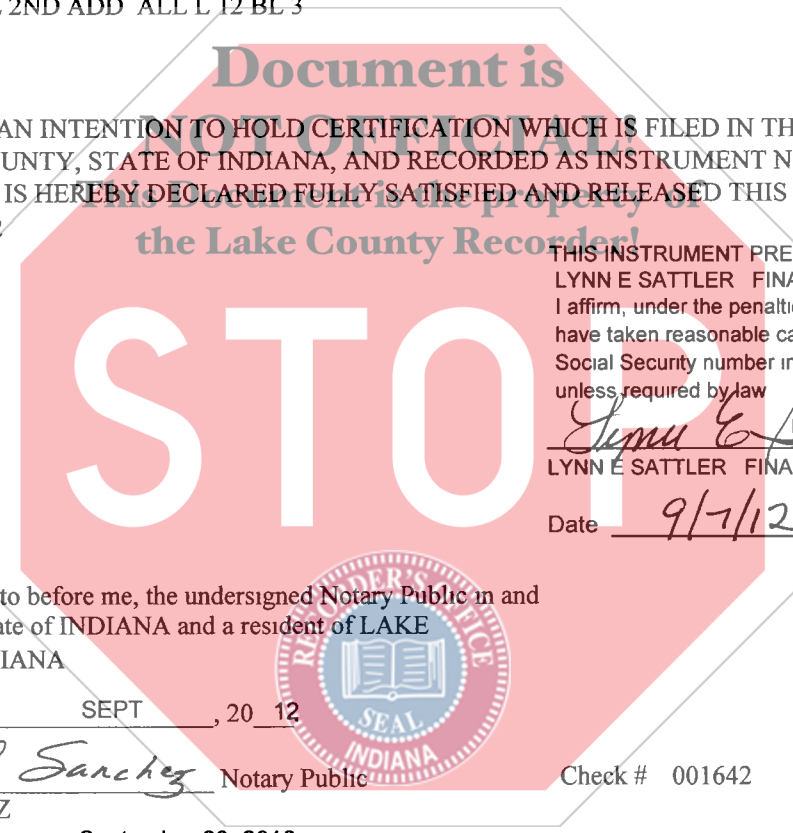 2ND ADD ALL L 12 BL 3
Document is
NOT OFFICIAL!
AN INTENTION TO HOLD CERTIFICATION WHICH IS FILED IN TH
UNTY, STATE OF INDIANA, AND RECORDED AS INSTRUMENT N
This Document is the property of
IS HEREBY DECLARED FULLY SATISFIED AND RELEASED THIS
the Lake County Recorder!
THIS INSTRUMENT PRE
LYNN E SATTLER FINA
I affirm, under the penalti
have taken reasonable ca
Social Security number in
unless required by law
STOP
Lynn E
LYNN E SATTLER FINA
Date 9/7/12
to before me, the undersigned Notary Public in and
ate of INDIANA and a resident of LAKE
IANA
RECORDER'S OFFICE
SEAL
INDIANA
SEPT , 20 12
Sanchez Notary Public
Check # 001642
Z